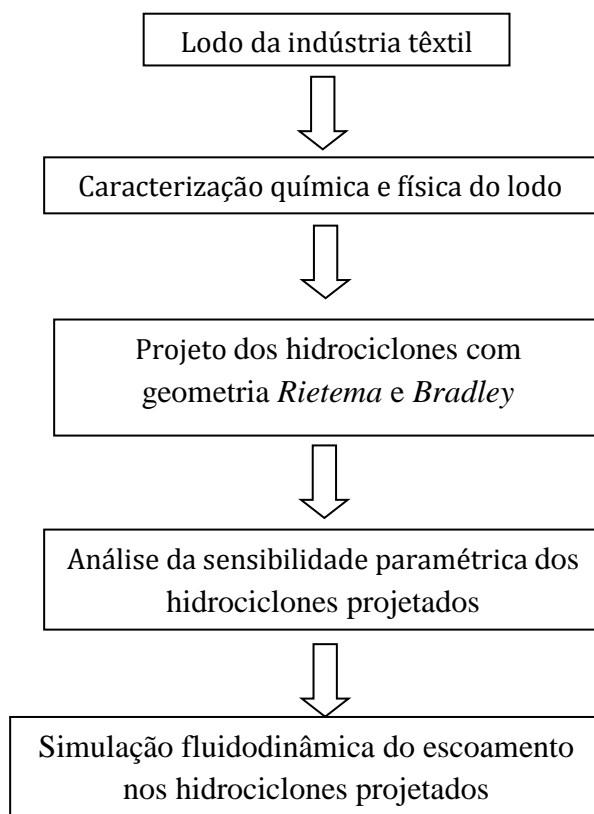 Lodo da indústria têxtil
Caracterização química e física do lodo
Projeto dos hidrociclones com
geometria Rietema e Bradley
Análise da sensibilidade paramétrica dos
hidrociclones projetados
Simulação fluidodinâmica do escoamento
nos hidrociclones projetados